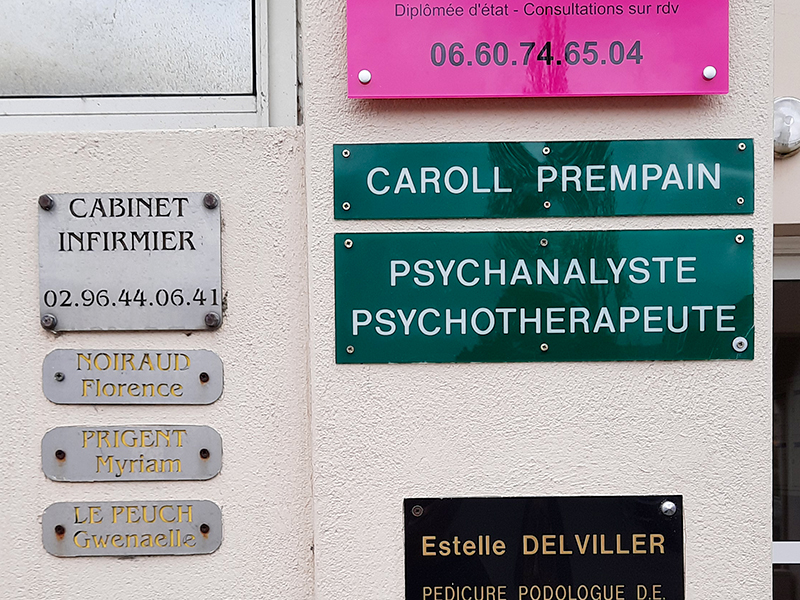 Diplômée d'état - Consultations sur rdv
06.60.74.65.04
CAROLL PREMPAIN
PSYCHANALYSTE
PSYCHOTHERAPEUTE
CABINET
INFIRMIER
02.96.44.06.41
NOIRAUD
Florence
PRIGENT
Myriam
LE PEUCH
Gwenaelle
Estelle DELVILLER
PEDICURE PODOLOGUE D.E.